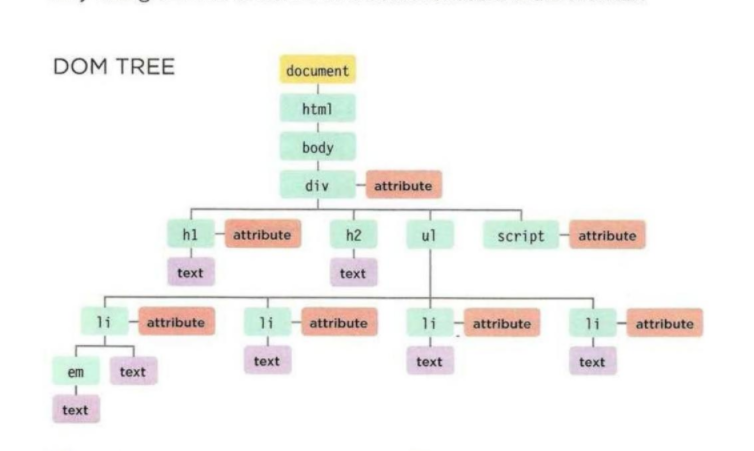 DOM TREE
document
html
body
div attribute
h1 attribute h2 ul script attribute
text text
li attribute li attribute li attribute li attribute
em text text text text
text